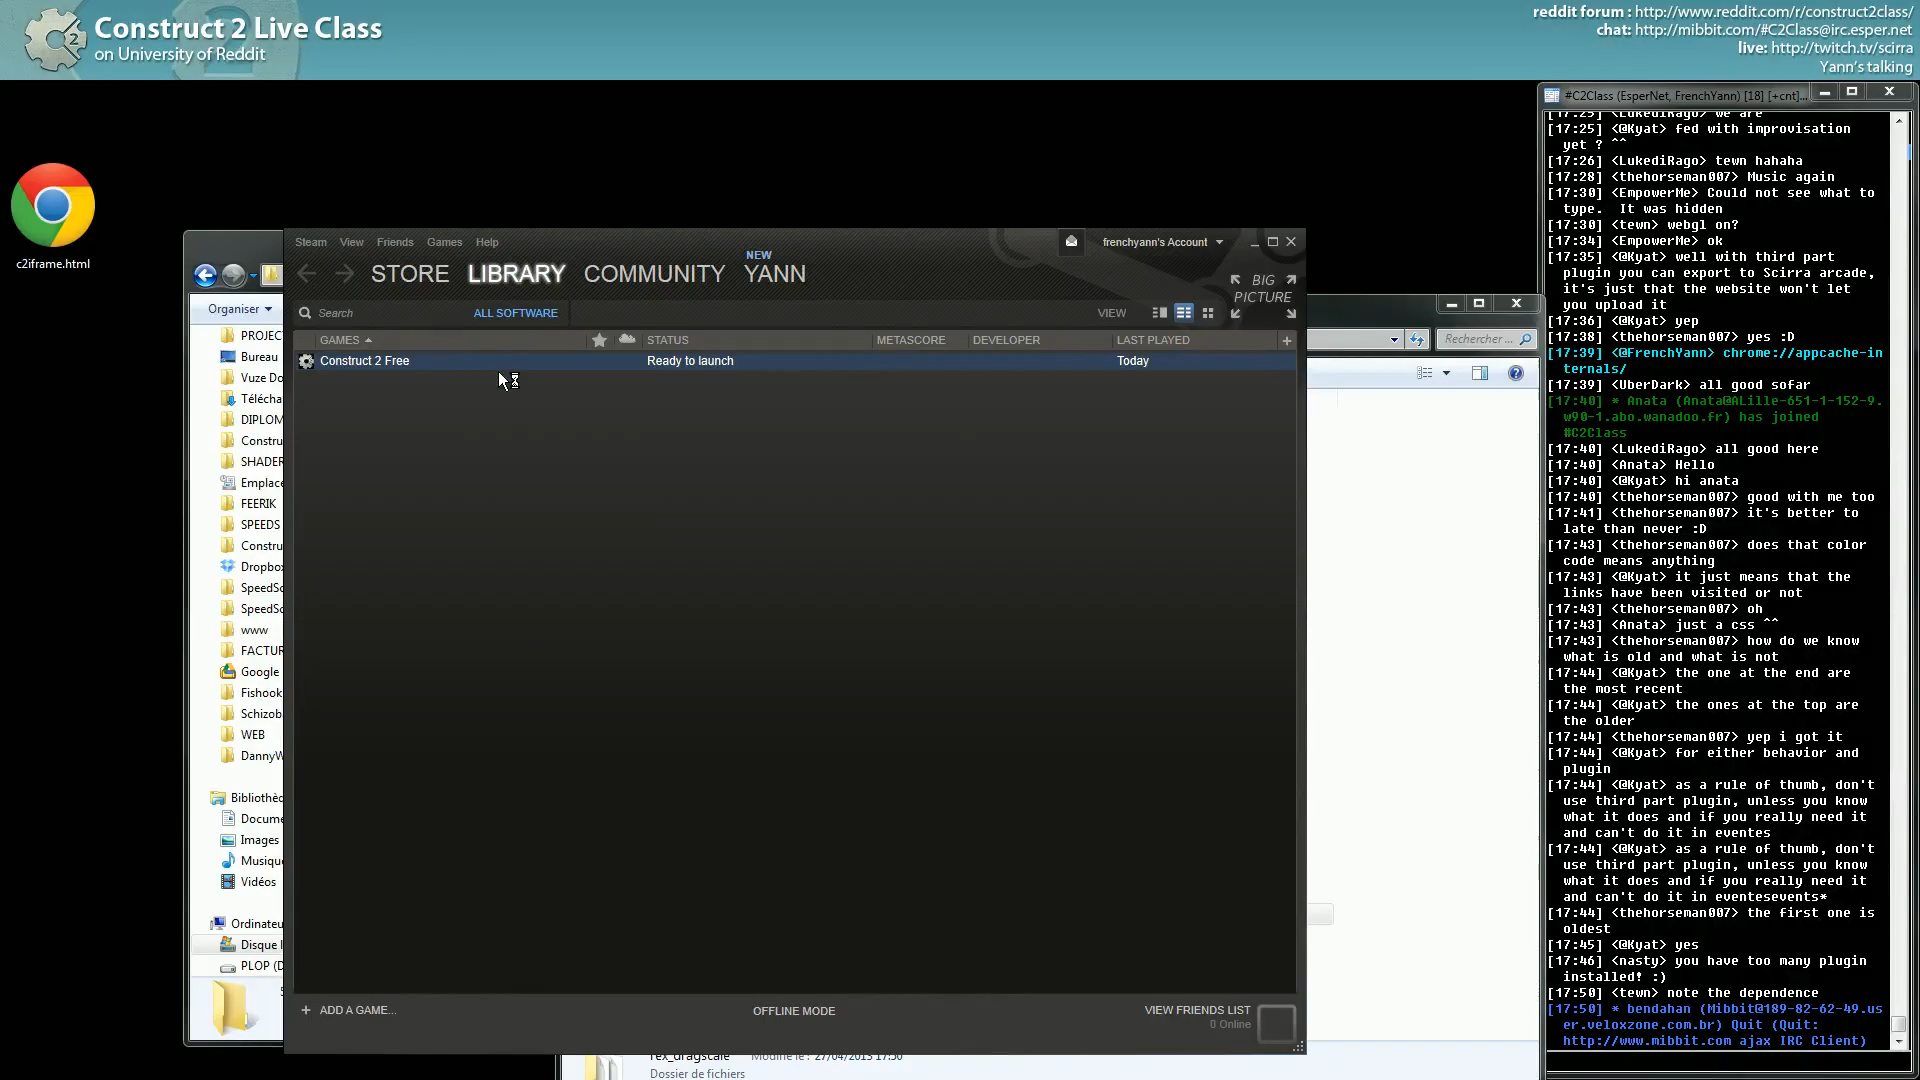 Construct 2 Live Class
on University of Reddit
reddit forum : http://www.reddit.com/r/construct2class/
chat: http://mibbit.com/#C2Class@irc.esper.net
live: http://twitch.tv/scirra
Yann's talking
c2iframe.html
Organiser
PROJEC
Bureau
Vuze Do
Télécha
DIPLOM
Constru
SHADER
Emplace
FEERIK
SPEEDS
Constru
Dropbox
SpeedSc
SpeedSc
www
FACTUR
Google
Fishook
Schizob
WEB
DannyW
Bibliothèc
Docume
Images
Musique
Vidéos
Ordinateu
Disque l
PLOP (D
Steam View Friends Games Help
frenchyann's Account
STORE LIBRARY COMMUNITY YANN
NEW
BIG
PICTURE
Search
ALL SOFTWARE
VIEW
GAMES STATUS METASCORE DEVELOPER LAST PLAYED
Construct 2 Free Ready to launch Today
+ ADD A GAME...
OFFLINE MODE
VIEW FRIENDS LIST
0 Online
Rechercher ...
rex_dragscale Modifié le : 27/04/2013 17:50
Dossier de fichiers
#C2Class (EsperNet, FrenchYann) [18] [+cnt]...
[17:25] <LukediRago> we are
[17:25] <@Kyat> fed with improvisation
yet ? ^^
[17:26] <LukediRago> tewn hahaha
[17:28] <thehorseman007> Music again
[17:30] <EmpowerMe> Could not see what to
type. It was hidden
[17:30] <tewn> webgl on?
[17:34] <EmpowerMe> ok
[17:35] <@Kyat> well with third part
plugin you can export to Scirra arcade,
it's just that the website won't let
you upload it
[17:36] <@Kyat> yep
[17:38] <thehorseman007> yes :D
[17:39] <@FrenchYann> chrome://appcache-in
ternals/
[17:39] <UberDark> all good sofar
[17:40] * Anata (Anata@ALille-651-1-152-9.
w90-1.abo.wanadoo.fr) has joined
#C2Class
[17:40] <LukediRago> all good here
[17:40] <Anata> Hello
[17:40] <@Kyat> hi anata
[17:40] <thehorseman007> good with me too
[17:41] <thehorseman007> it's better to
late than never :D
[17:43] <thehorseman007> does that color
code means anything
[17:43] <@Kyat> it just means that the
links have been visited or not
[17:43] <thehorseman007> oh
[17:43] <Anata> just a css ^^
[17:43] <thehorseman007> how do we know
what is old and what is not
[17:44] <@Kyat> the one at the end are
the most recent
[17:44] <@Kyat> the ones at the top are
the older
[17:44] <thehorseman007> yep i got it
[17:44] <@Kyat> for either behavior and
plugin
[17:44] <@Kyat> as a rule of thumb, don't
use third part plugin, unless you know
what it does and if you really need it
and can't do it in eventes
[17:44] <@Kyat> as a rule of thumb, don't
use third part plugin, unless you know
what it does and if you really need it
and can't do it in eventesevents*
[17:44] <thehorseman007> the first one is
oldest
[17:45] <@Kyat> yes
[17:46] <nasty> you have too many plugin
installed! :)
[17:50] <tewn> note the dependence
[17:50] * bendahan (Mibbit@189-82-62-49.us
er.veloxzone.com.br) Quit (Quit:
http://www.mibbit.com ajax IRC Client)